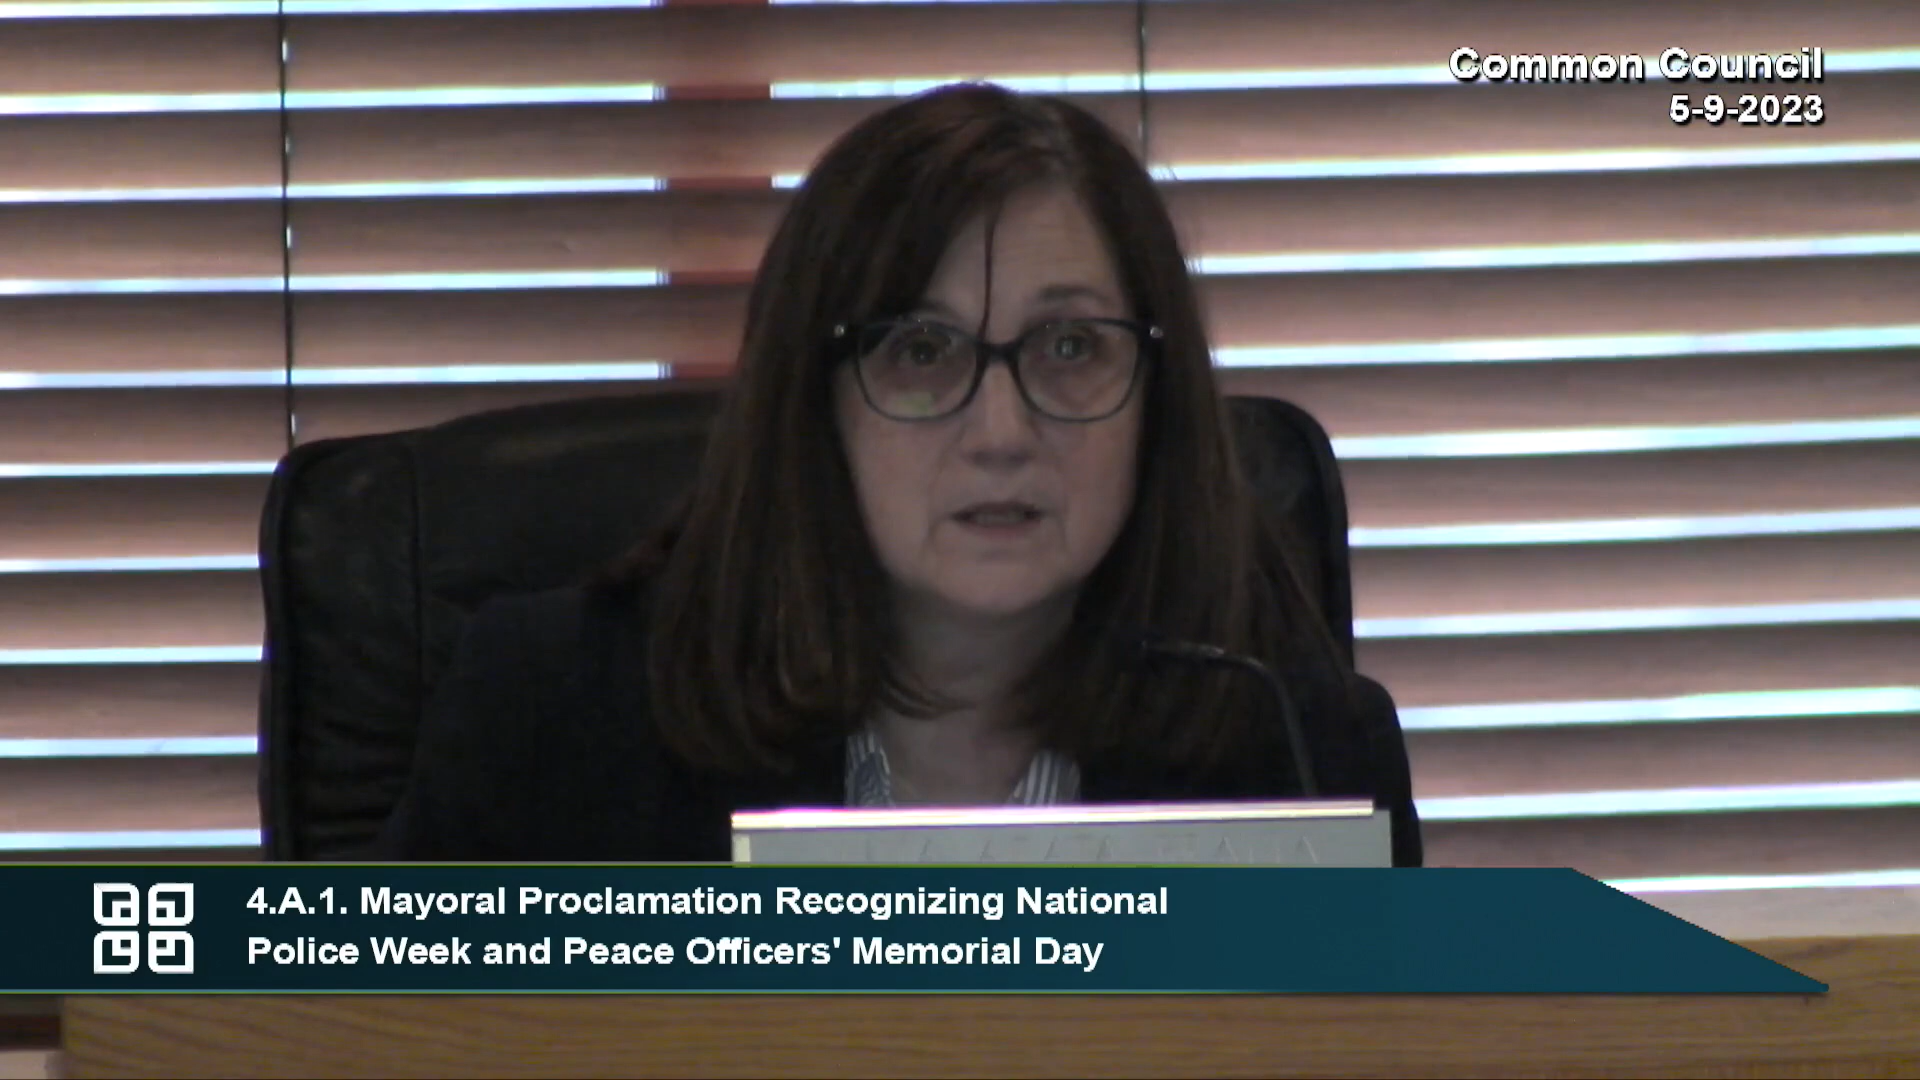 Common Council
5-9-2023
4.A.1. Mayoral Proclamation Recognizing National
Police Week and Peace Officers' Memorial Day